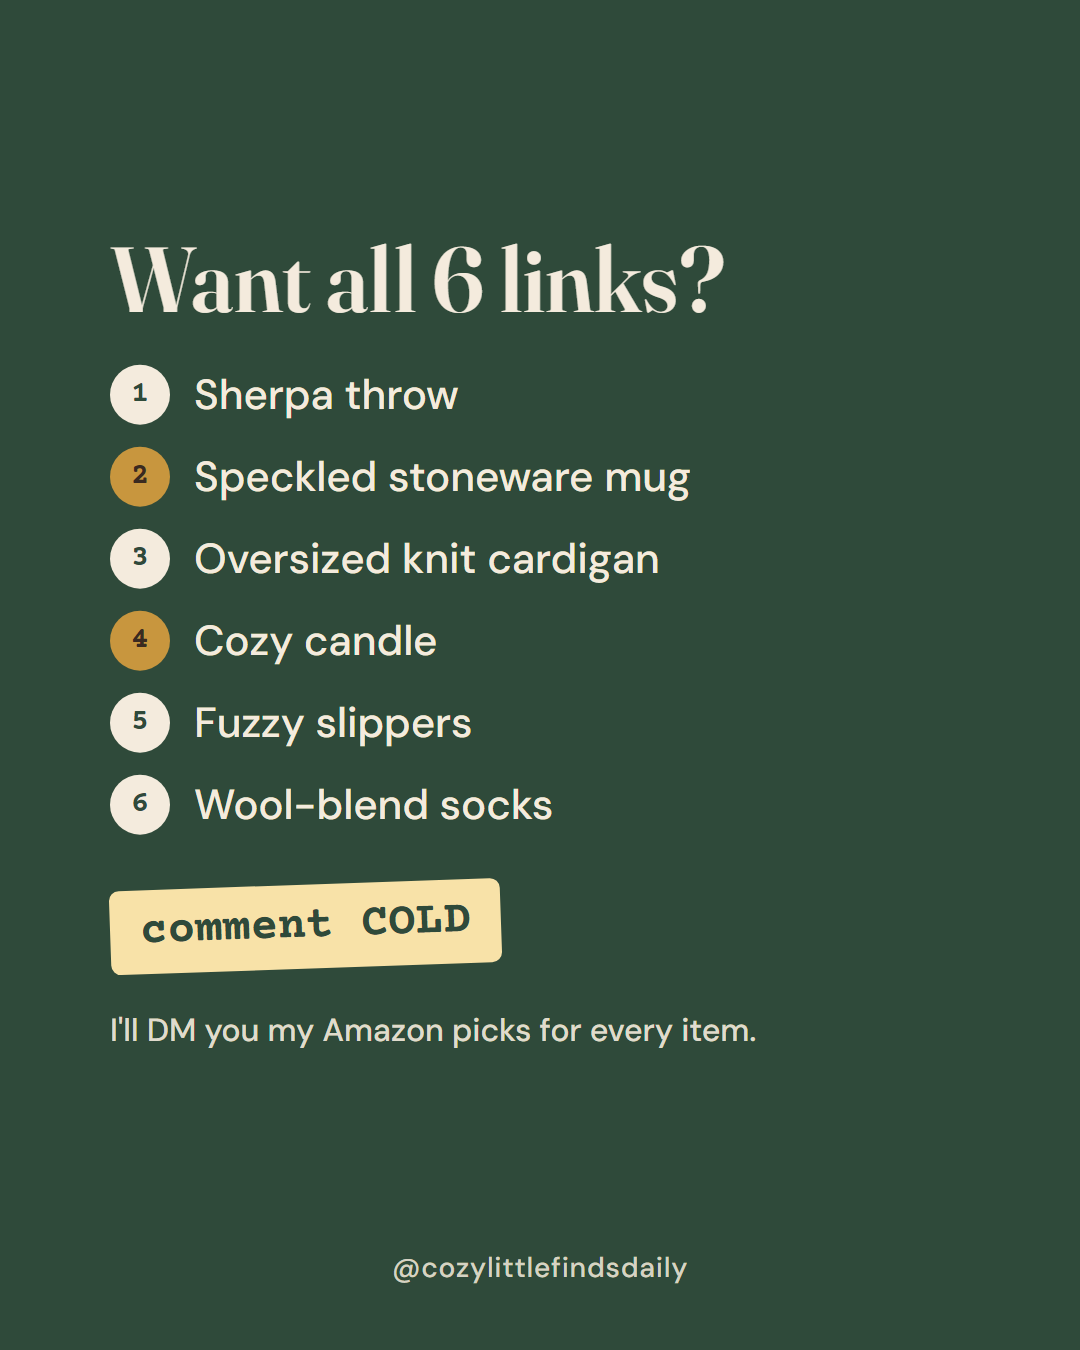 Want all 6 links?
1 Sherpa throw
2 Speckled stoneware mug
3 Oversized knit cardigan
4 Cozy candle
5 Fuzzy slippers
6 Wool-blend socks
comment COLD
I'll DM you my Amazon picks for every item.
@cozylittlefindsdaily